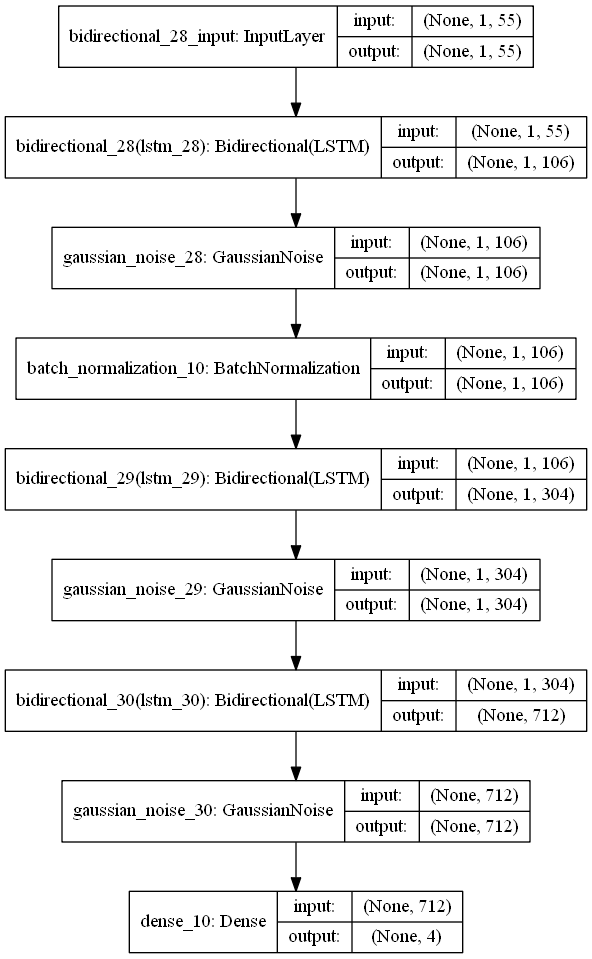 bidirectional_28_input: InputLayer
input: (None, 1, 55)
output: (None, 1, 55)
bidirectional_28(lstm_28): Bidirectional(LSTM)
input: (None, 1, 55)
output: (None, 1, 106)
gaussian_noise_28: GaussianNoise
input: (None, 1, 106)
output: (None, 1, 106)
batch_normalization_10: BatchNormalization
input: (None, 1, 106)
output: (None, 1, 106)
bidirectional_29(lstm_29): Bidirectional(LSTM)
input: (None, 1, 106)
output: (None, 1, 304)
gaussian_noise_29: GaussianNoise
input: (None, 1, 304)
output: (None, 1, 304)
bidirectional_30(lstm_30): Bidirectional(LSTM)
input: (None, 1, 304)
output: (None, 712)
gaussian_noise_30: GaussianNoise
input: (None, 712)
output: (None, 712)
dense_10: Dense
input: (None, 712)
output: (None, 4)